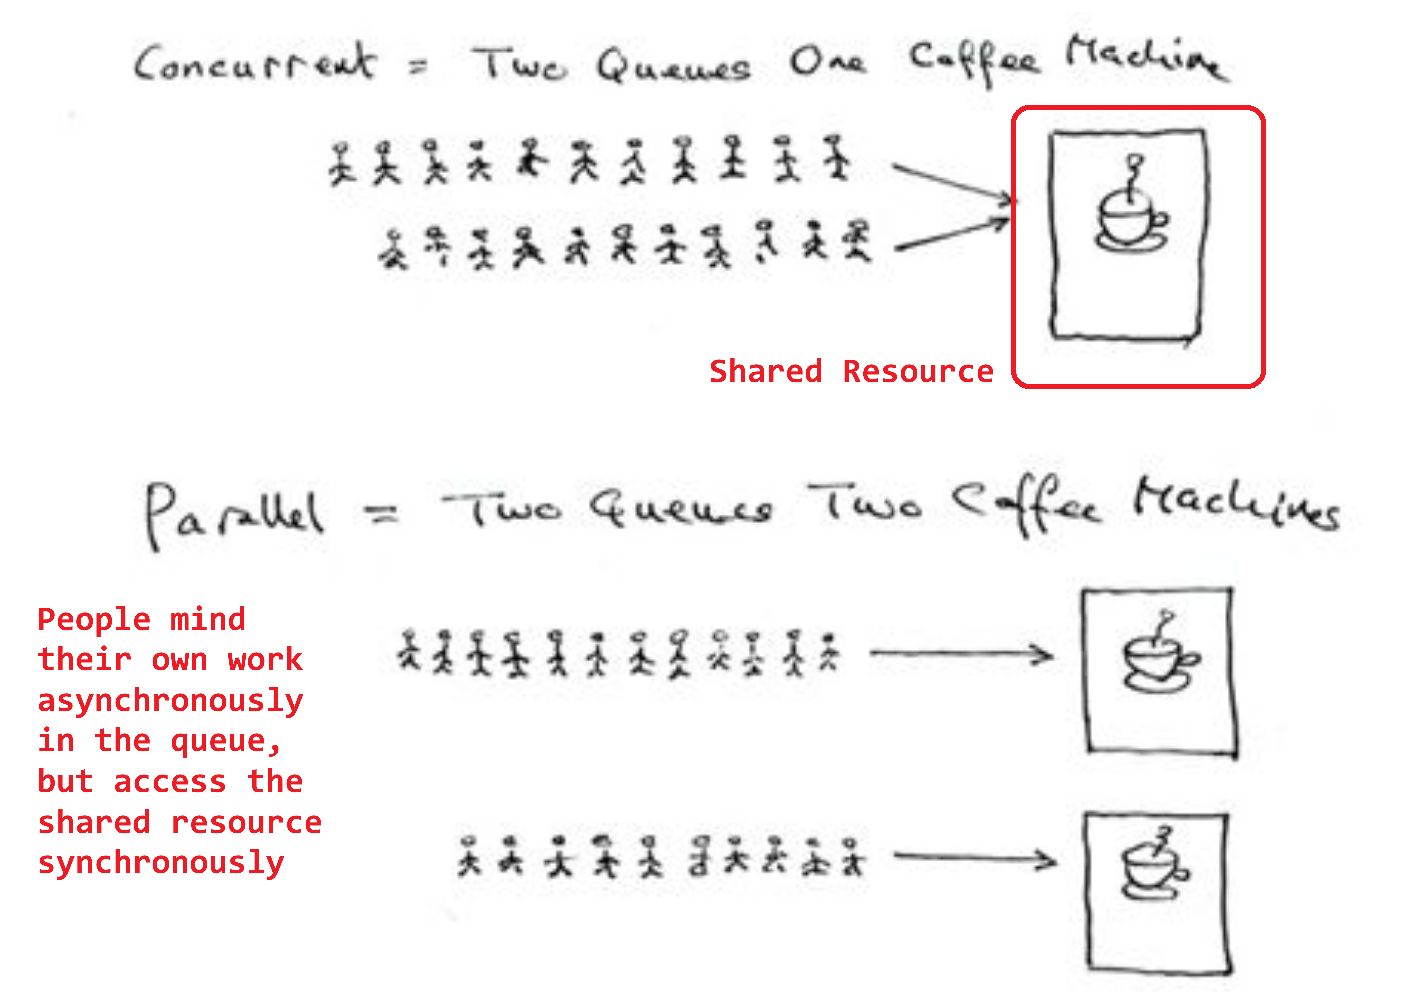 Concurrent = Two Queues One Coffee Machine
Shared Resource
Parallel = Two Queues Two Coffee Machines
People mind
their own work
asynchronously
in the queue,
but access the
shared resource
synchronously